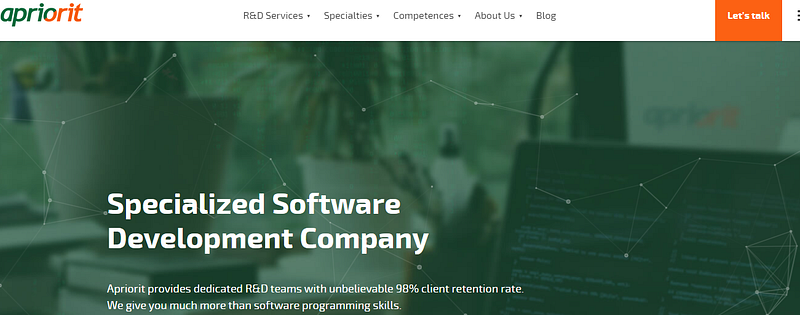 apriorit
R&D Services ▾ Specialties ▾ Competences ▾ About Us ▾ Blog
Let's talk
apriorit
Specialized Software
Development Company
Apriorit provides dedicated R&D teams with unbelievable 98% client retention rate.
We give you much more than software programming skills.